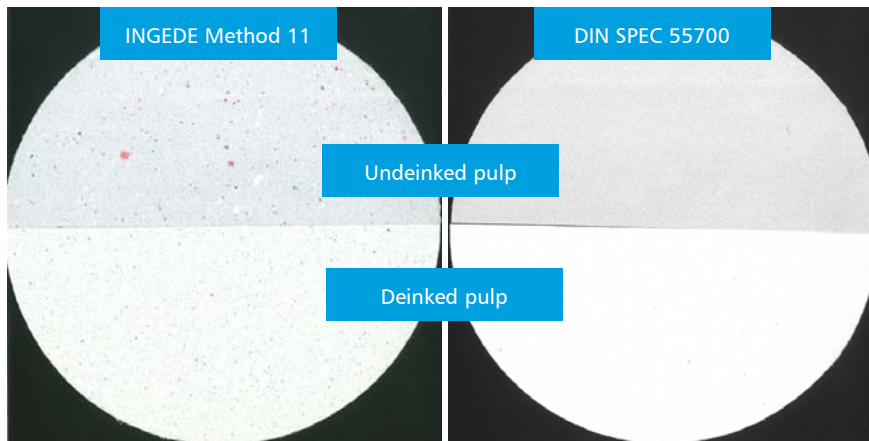 INGEDE Method 11
DIN SPEC 55700
Undeinked pulp
Deinked pulp